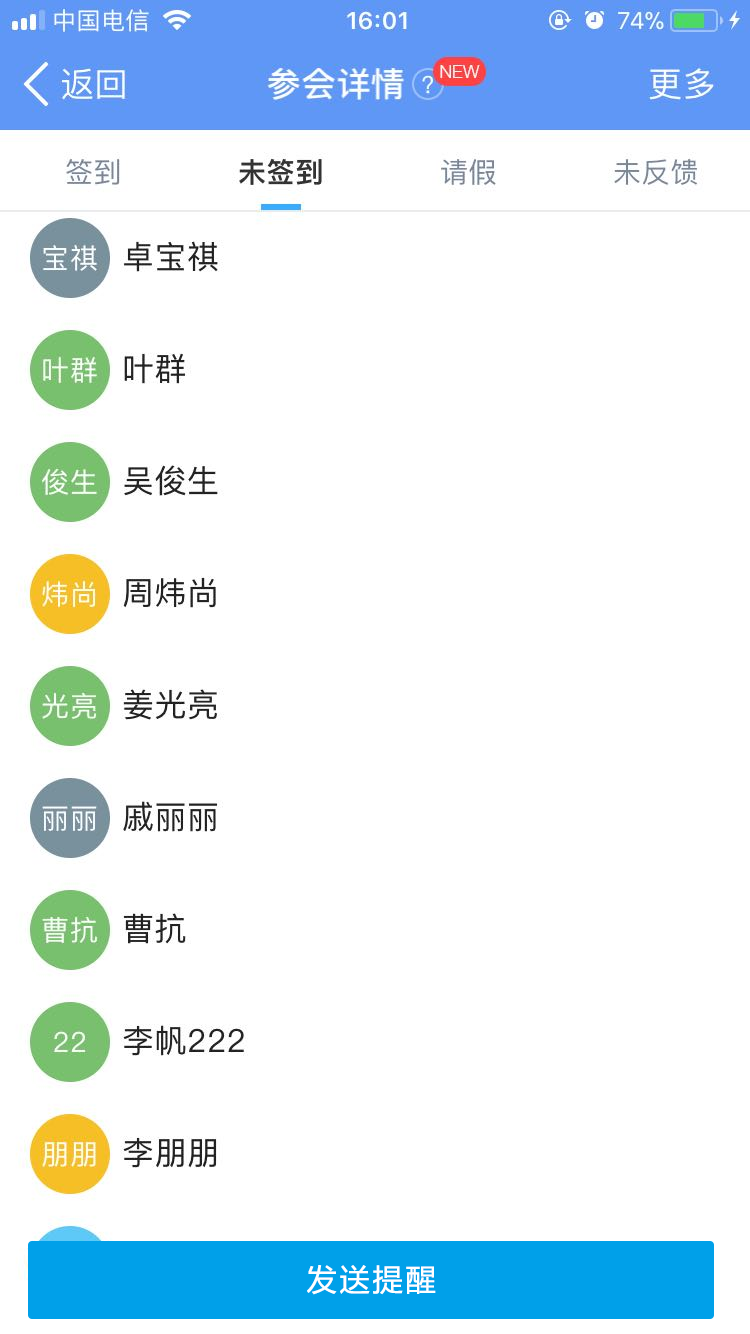 中国电信 16:01 74%
返回 参会详情 ? NEW 更多
签到 未签到 请假 未反馈
宝祺 卓宝祺
叶群 叶群
俊生 吴俊生
炜尚 周炜尚
光亮 姜光亮
丽丽 戚丽丽
曹抗 曹抗
22 李帆222
朋朋 李朋朋
发送提醒